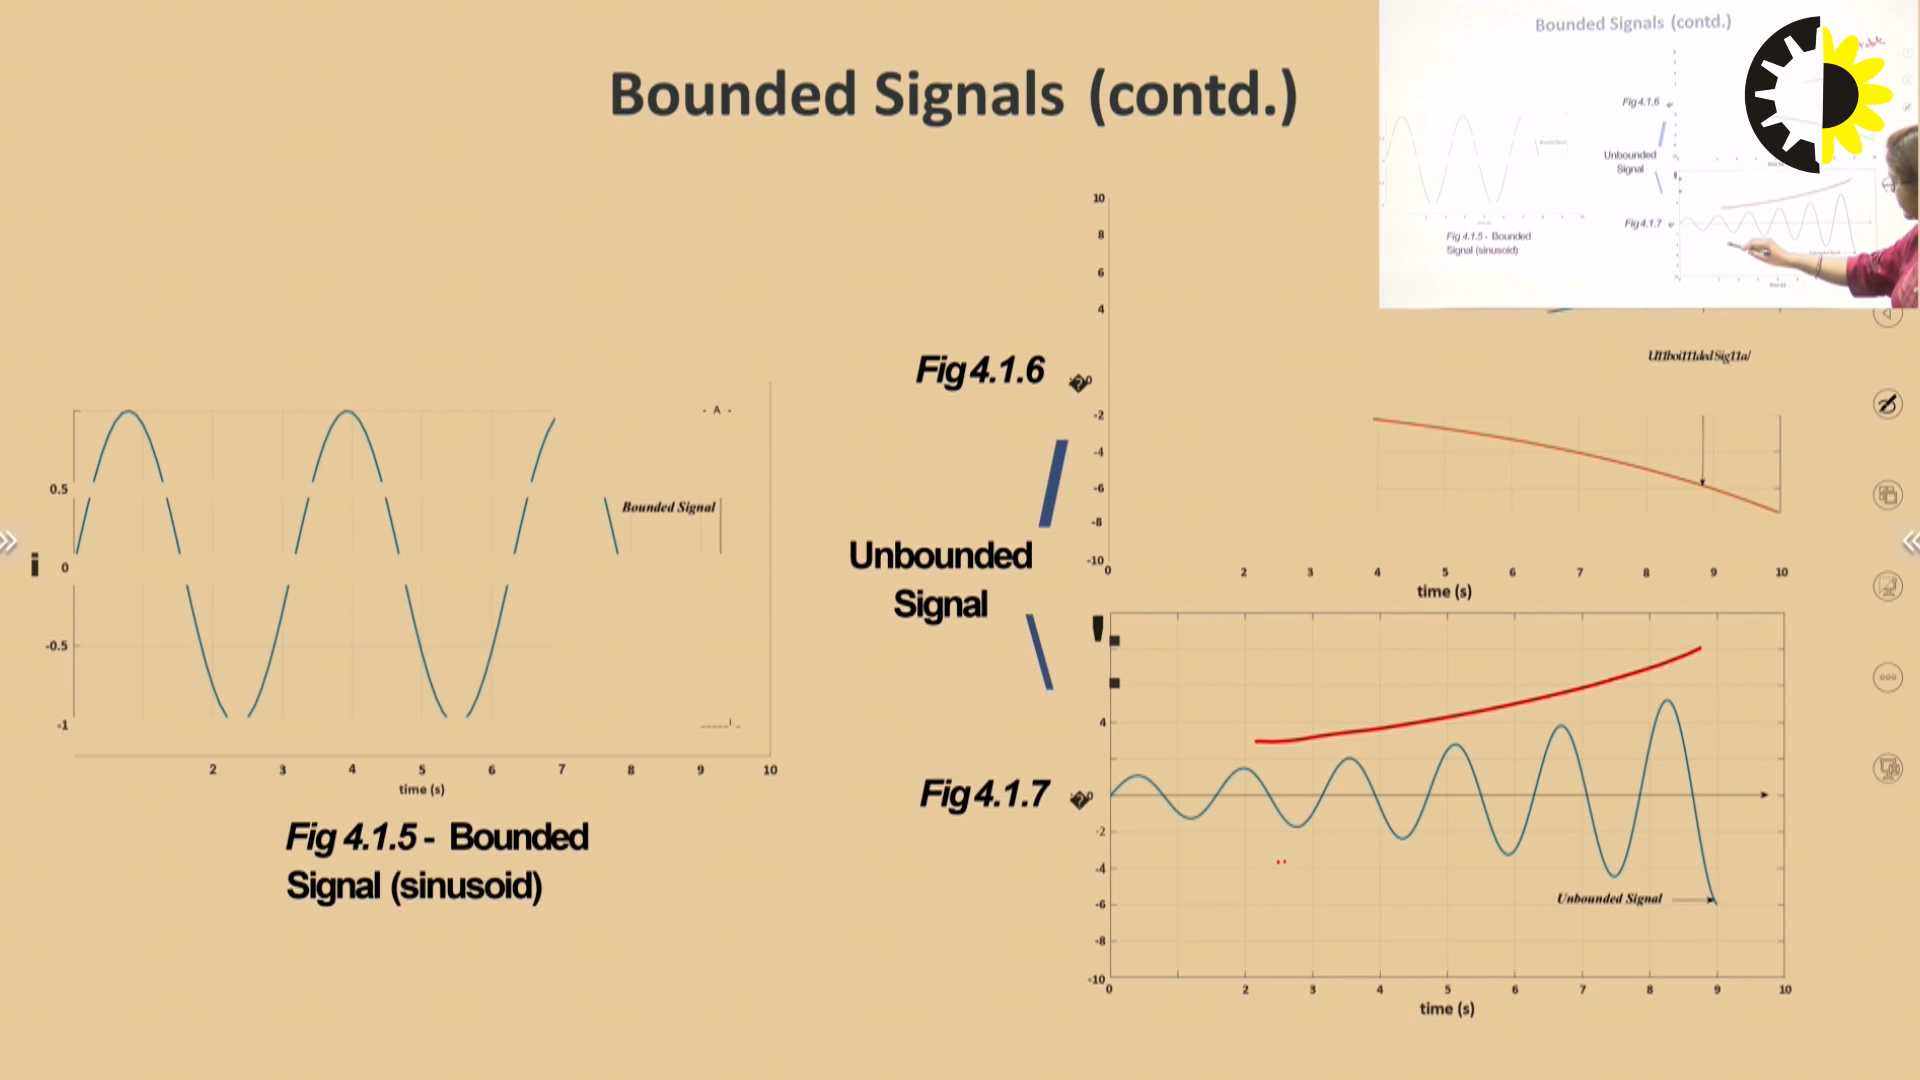 Bounded Signals (contd.)
Bounded Signals (contd.)
Fig 4.1.6
Unbounded
Signal
Fig 4.1.7
Fig 4.1.5 - Bounded
Signal (sinusoid)
10
8
6
4
Fig 4.1.6
0
-2
-4
-6
-8
-10
0 2 3 4 5 6 7 8 9 10
time (s)
- A -
0.5
Bounded Signal
0
-0.5
-1
2 3 4 5 6 7 8 9 10
time (s)
Fig 4.1.5 - Bounded
Signal (sinusoid)
Unbounded
Signal
Fig 4.1.7
4
0
-2
-4
-6
-8
-10
Unbounded Signal
0 2 3 4 5 6 7 8 9 10
time (s)